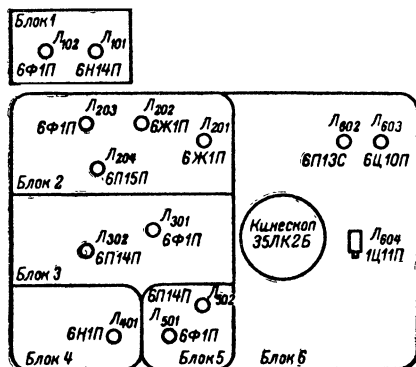 Блок 1
Л102 Л101
6Ф1П 6Н14П
Л203 Л202
6Ф1П 6Ж1П Л201
6Ж1П
Л204
6П15П
Блок 2
Л301
6Ф1П
Л302
6П14П
Блок 3
6П14П Л502
Л401 Л501
6Н1П 6Ф1П
Блок 4 Блок 5
Л602 Л603
6П13С 6Ц10П
Кинескоп
35ЛК2Б
Л604
1Ц11П
Блок 6